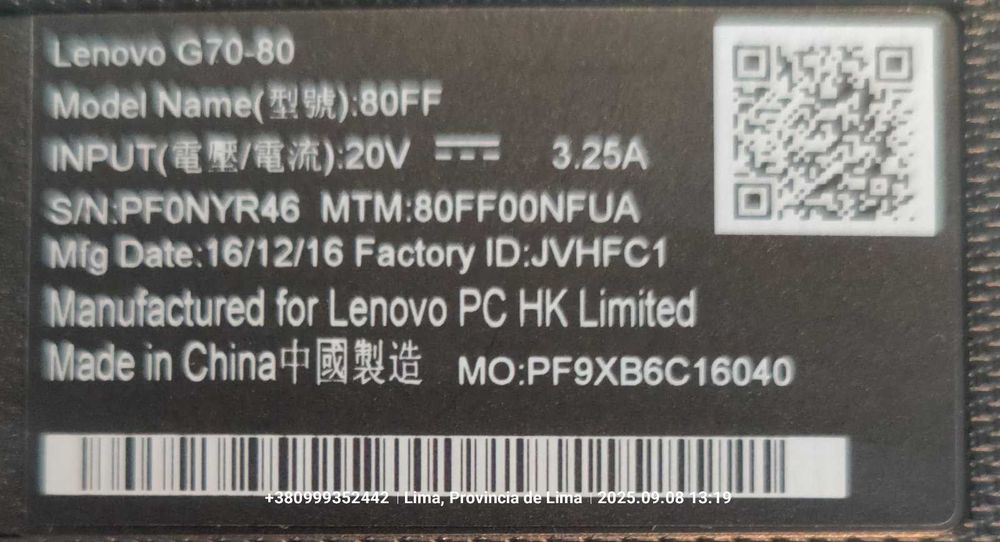 Lenovo G70-80
Model Name(型號):80FF
INPUT(電壓/電流):20V ⎓ 3.25A
S/N:PF0NYR46 MTM:80FF00NFUA
Mfg Date:16/12/16 Factory ID:JVHFC1
Manufactured for Lenovo PC HK Limited
Made in China中國製造 MO:PF9XB6C16040
+380999352442 | Lima, Provincia de Lima | 2025.09.08 13:19